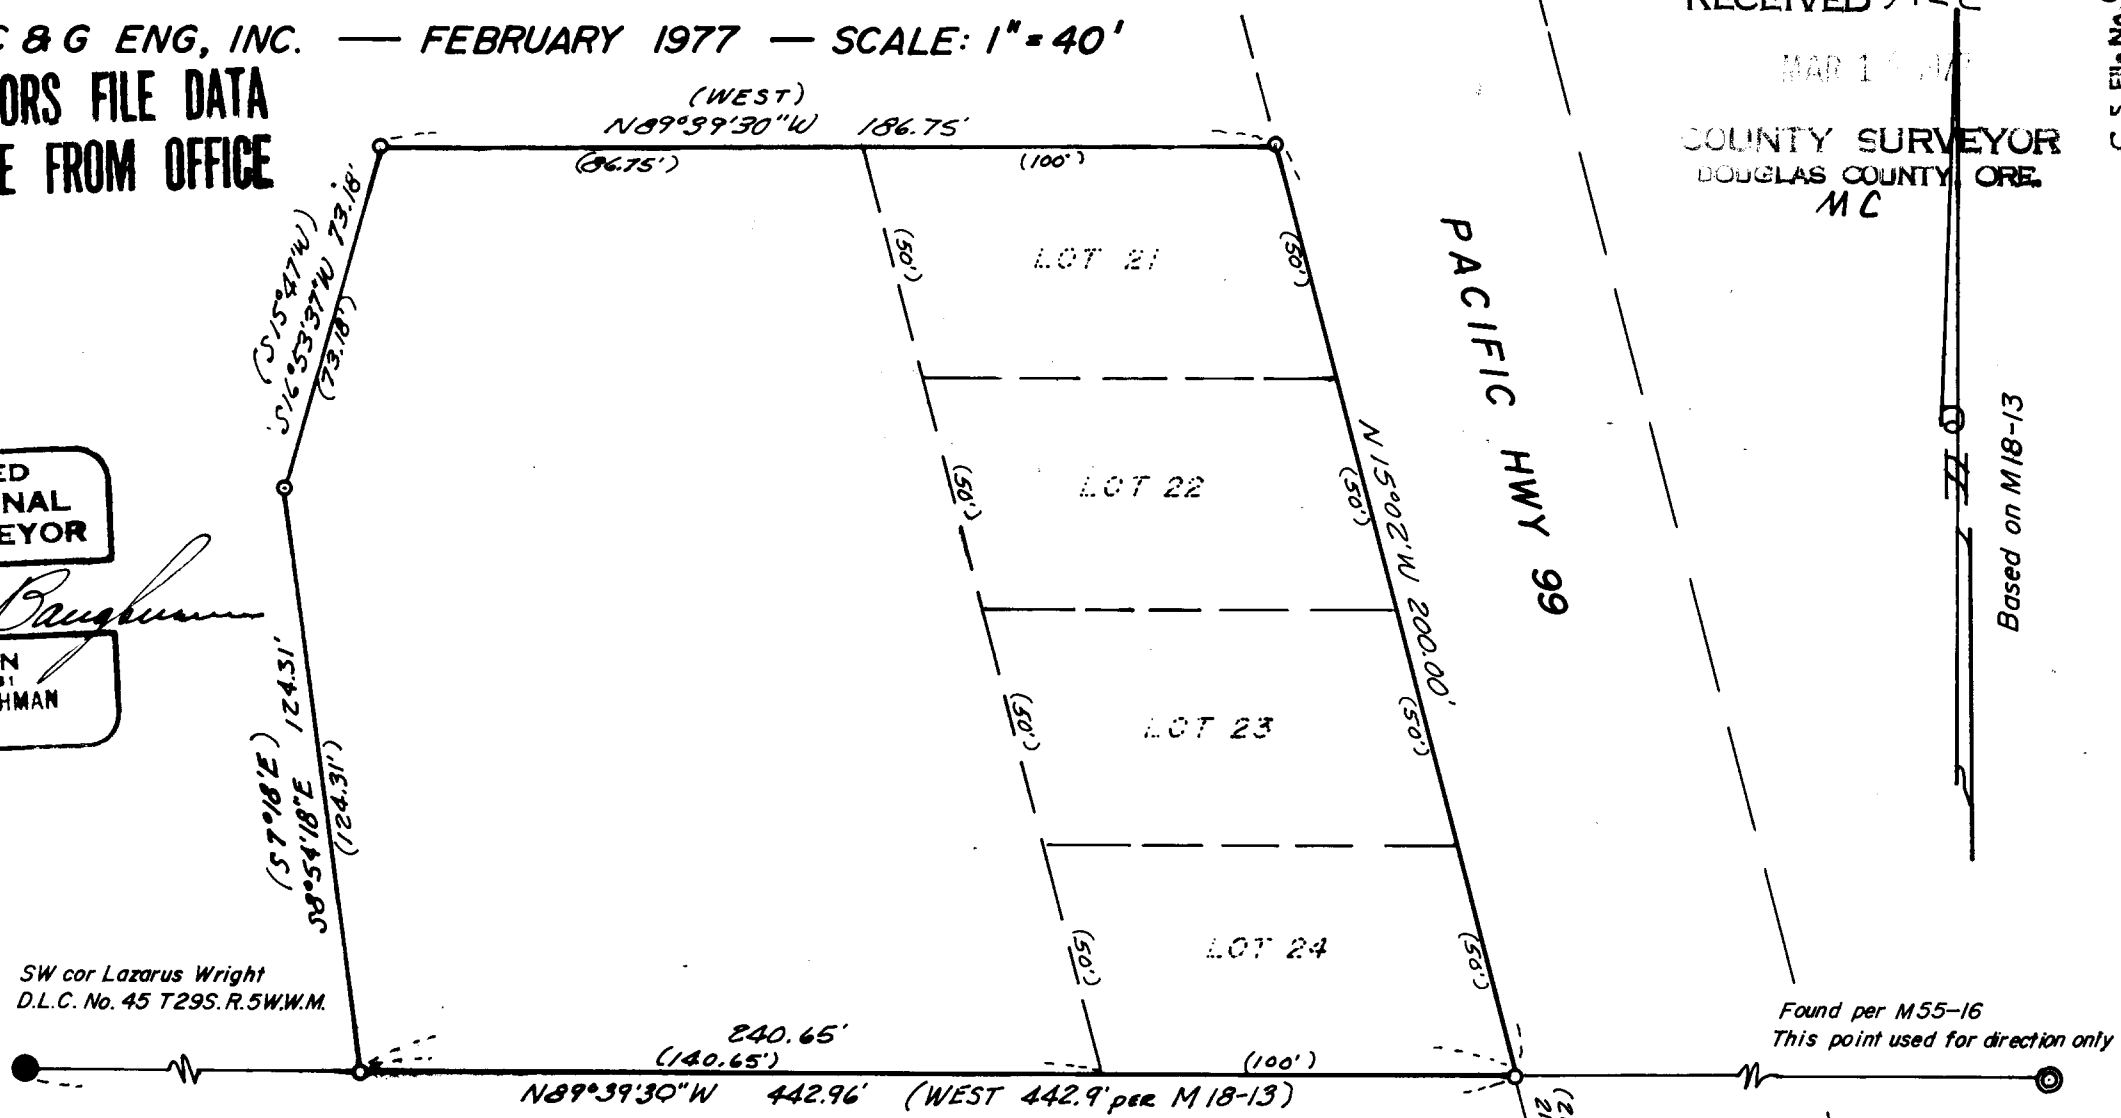 C & G ENG, INC. — FEBRUARY 1977 — SCALE: 1"=40'
ORS FILE DATA
E FROM OFFICE
RECEIVED
MAR 1
COUNTY SURVEYOR
DOUGLAS COUNTY, ORE.
MC
C.S. File No.
(WEST)
N89°39'30"W 186.75'
(86.75')
(100')
(S15°47'W)
S16°53'37"W 73.18'
(73.18')
(50')
LOT 21
(50')
(50')
LOT 22
(50')
(50')
LOT 23
(50')
(50')
LOT 24
(50')
N15°02'W 200.00'
PACIFIC HWY 99
Based on M18-13
ED
NAL
EYOR
Baughman
N
HMAN
(S7°18'E)
S8°54'18"E 124.31'
(124.31')
SW cor Lazarus Wright
D.L.C. No. 45 T29S.R.5W.W.M.
240.65'
(140.65')
(100')
N89°39'30"W 442.96' (WEST 442.9' per M18-13)
Found per M55-16
This point used for direction only